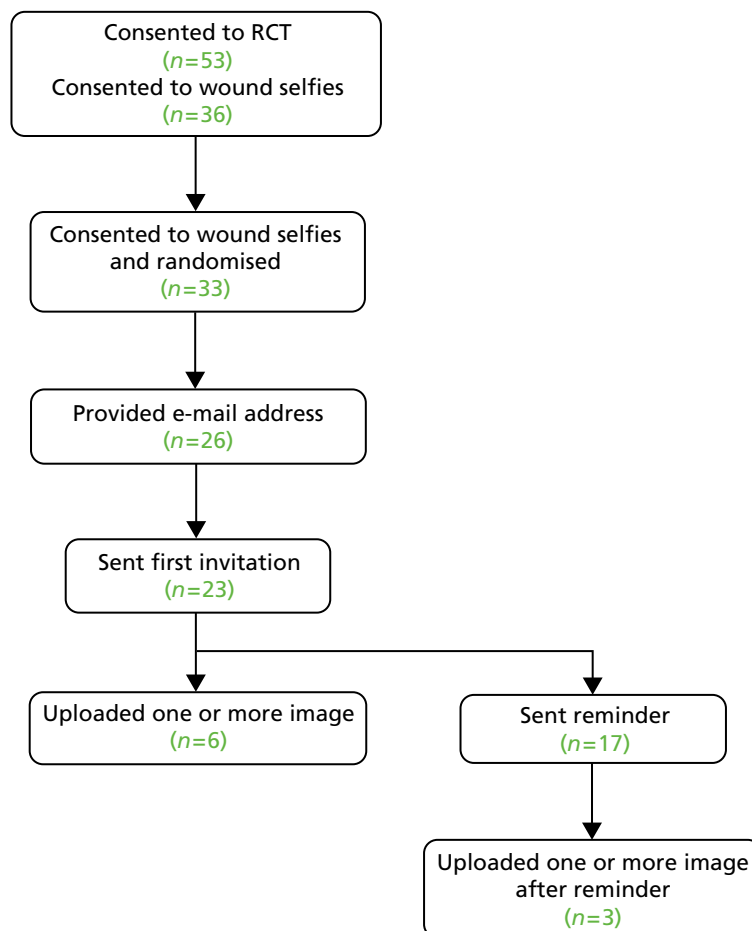 Consented to RCT
(n=53)
Consented to wound selfies
(n=36)
Consented to wound selfies
and randomised
(n=33)
Provided e-mail address
(n=26)
Sent first invitation
(n=23)
Uploaded one or more image
(n=6)
Sent reminder
(n=17)
Uploaded one or more image
after reminder
(n=3)